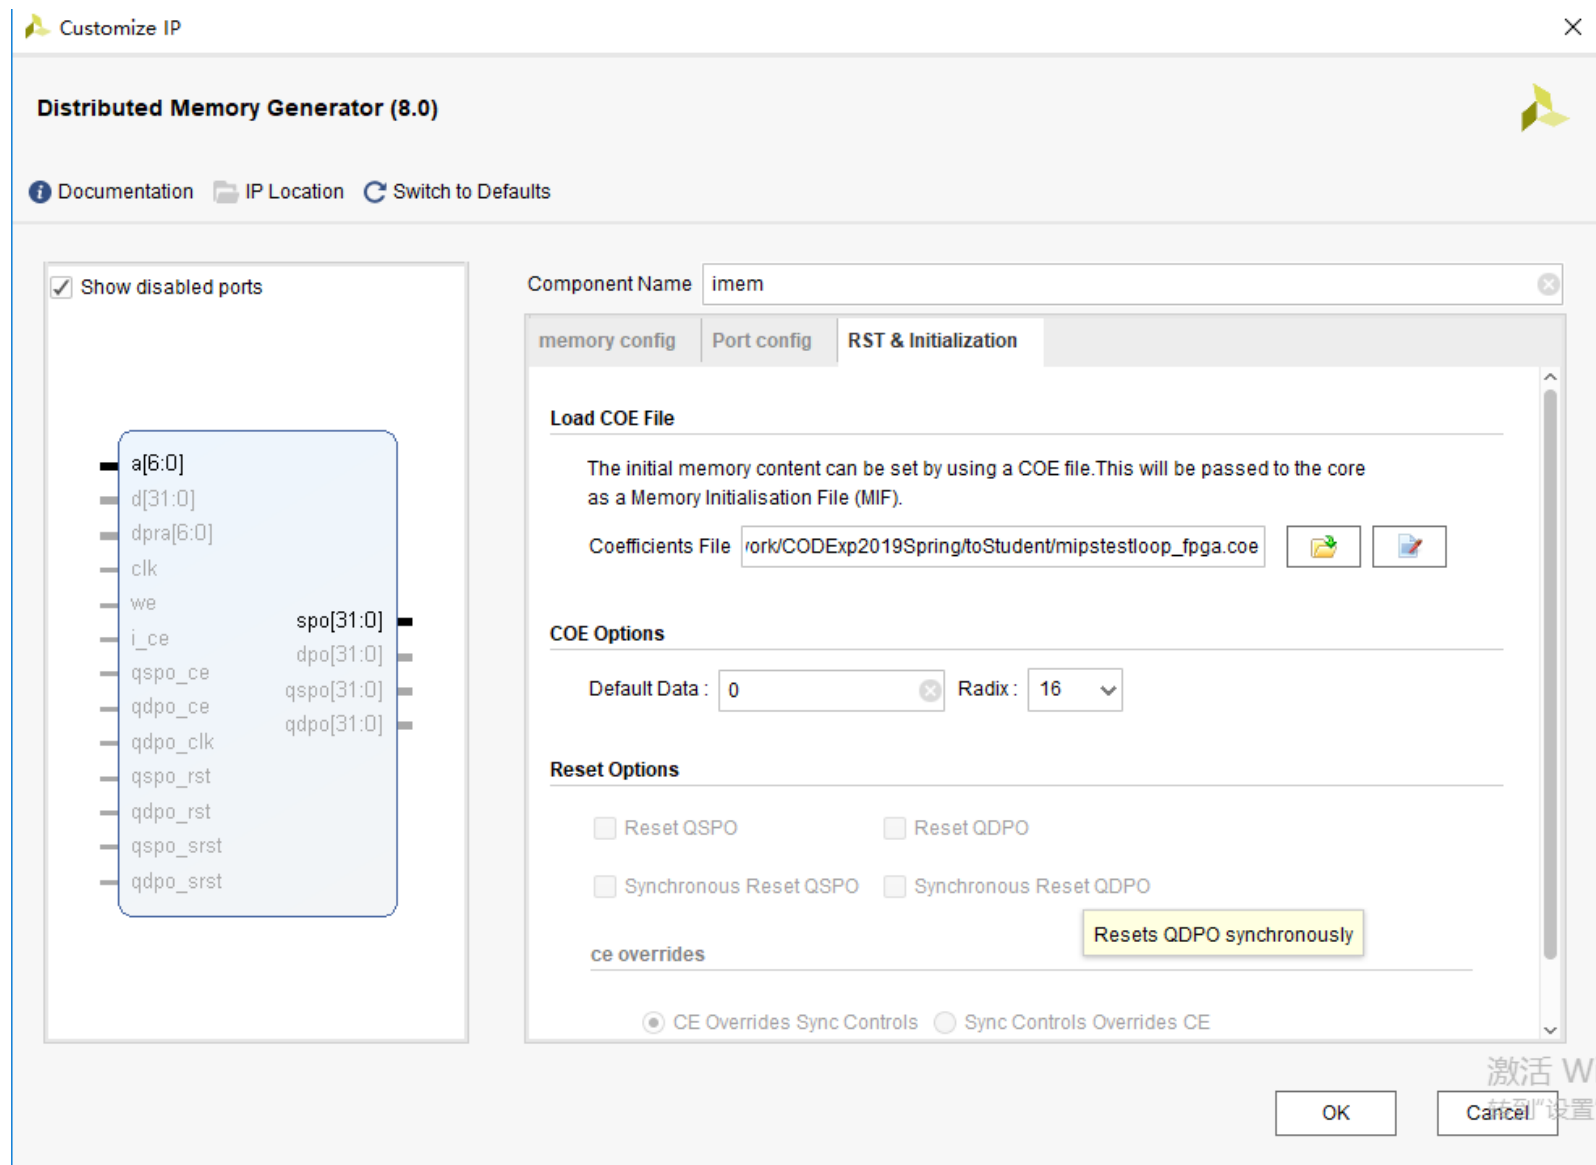 Customize IP
Distributed Memory Generator (8.0)
Documentation IP Location Switch to Defaults
Show disabled ports
a[6:0]
d[31:0]
dpra[6:0]
clk
we
i_ce
qspo_ce
qdpo_ce
qdpo_clk
qspo_rst
qdpo_rst
qspo_srst
qdpo_srst
spo[31:0]
dpo[31:0]
qspo[31:0]
qdpo[31:0]
Component Name imem
memory config Port config RST & Initialization
Load COE File
The initial memory content can be set by using a COE file.This will be passed to the core
as a Memory Initialisation File (MIF).
Coefficients File /ork/CODExp2019Spring/toStudent/mipstestloop_fpga.coe
COE Options
Default Data : 0 Radix : 16
Reset Options
Reset QSPO Reset QDPO
Synchronous Reset QSPO Synchronous Reset QDPO
Resets QDPO synchronously
ce overrides
CE Overrides Sync Controls Sync Controls Overrides CE
激活 W
转到"设置"
OK Cancel